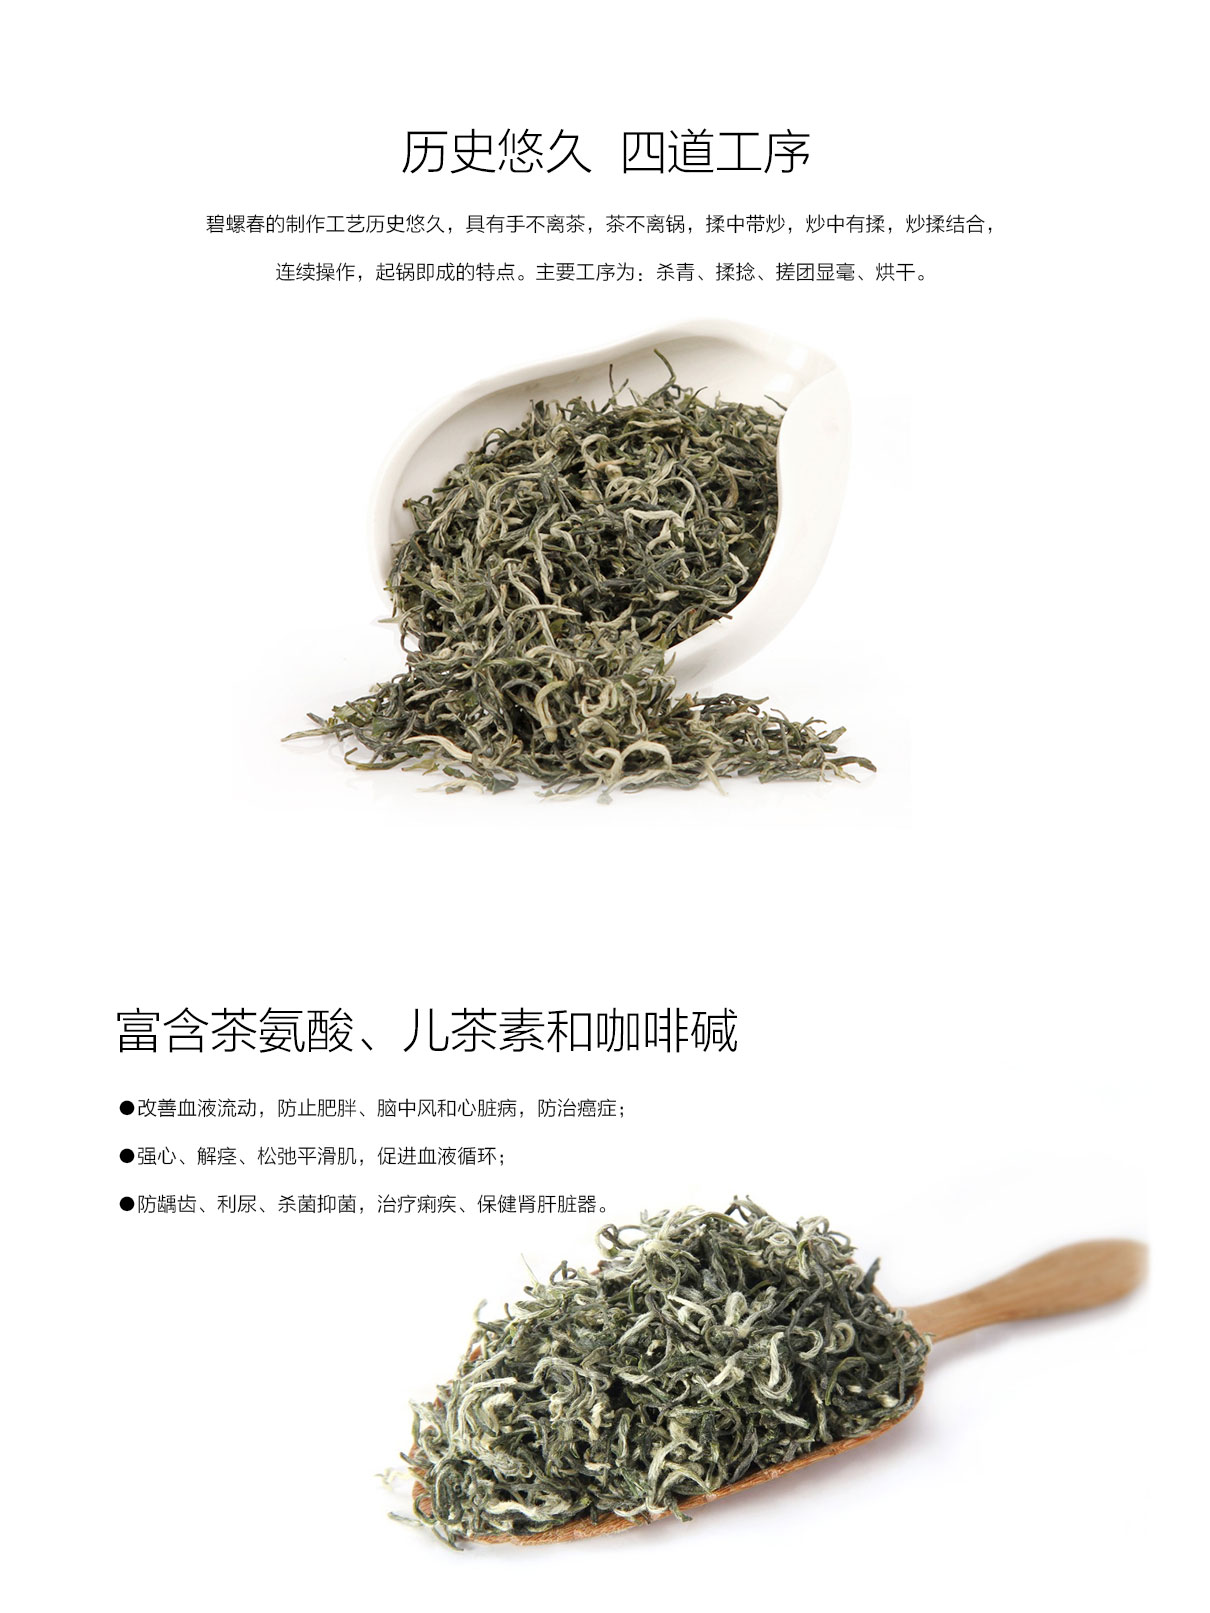 历史悠久 四道工序
碧螺春的制作工艺历史悠久，具有手不离茶，茶不离锅，揉中带炒，炒中有揉，炒揉结合，
连续操作，起锅即成的特点。主要工序为：杀青、揉捻、搓团显毫、烘干。
富含茶氨酸、儿茶素和咖啡碱
●改善血液流动，防止肥胖、脑中风和心脏病，防治癌症；
●强心、解痉、松弛平滑肌，促进血液循环；
●防龋齿、利尿、杀菌抑菌，治疗痢疾、保健肾肝脏器。